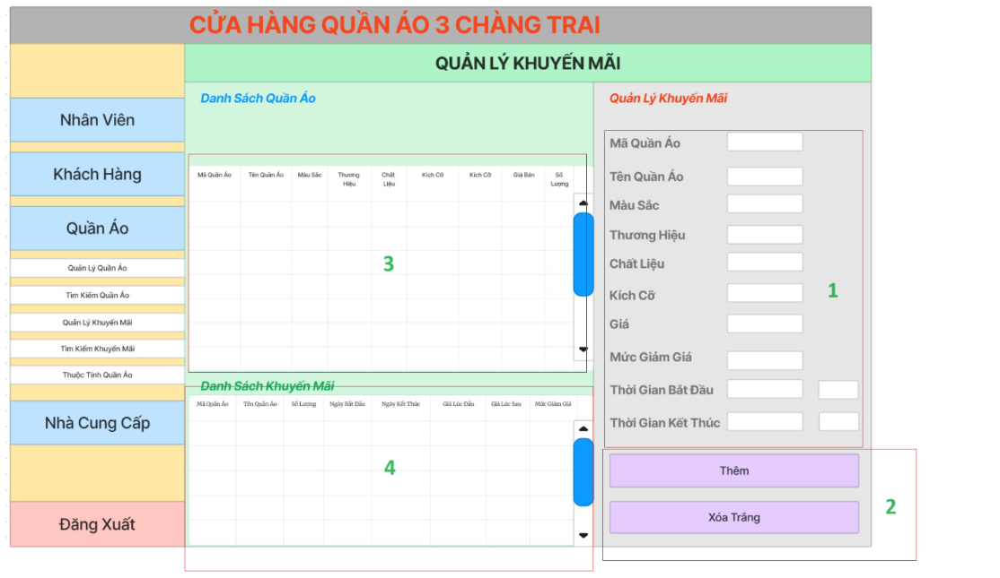 CỬA HÀNG QUẦN ÁO 3 CHÀNG TRAI
QUẢN LÝ KHUYẾN MÃI
Nhân Viên
Khách Hàng
Quần Áo
Quản Lý Quần Áo
Tìm Kiếm Quần Áo
Quản Lý Khuyến Mãi
Tìm Kiếm Khuyến Mãi
Thuộc Tính Quần Áo
Nhà Cung Cấp
Đăng Xuất
Danh Sách Quần Áo
Mã Quần Áo Tên Quần Áo Màu Sắc Thương Hiệu Chất Liệu Kích Cỡ Kích Cỡ Giá Bán Số Lượng
3
Danh Sách Khuyến Mãi
Mã Quần Áo Tên Quần Áo Số Lượng Ngày Bắt Đầu Ngày Kết Thúc Giá Lúc Đầu Giá Lúc Sau Mức Giảm Giá
4
Quản Lý Khuyến Mãi
Mã Quần Áo
Tên Quần Áo
Màu Sắc
Thương Hiệu
Chất Liệu
1
Kích Cỡ
Giá
Mức Giảm Giá
Thời Gian Bắt Đầu
Thời Gian Kết Thúc
Thêm
2
Xóa Trắng